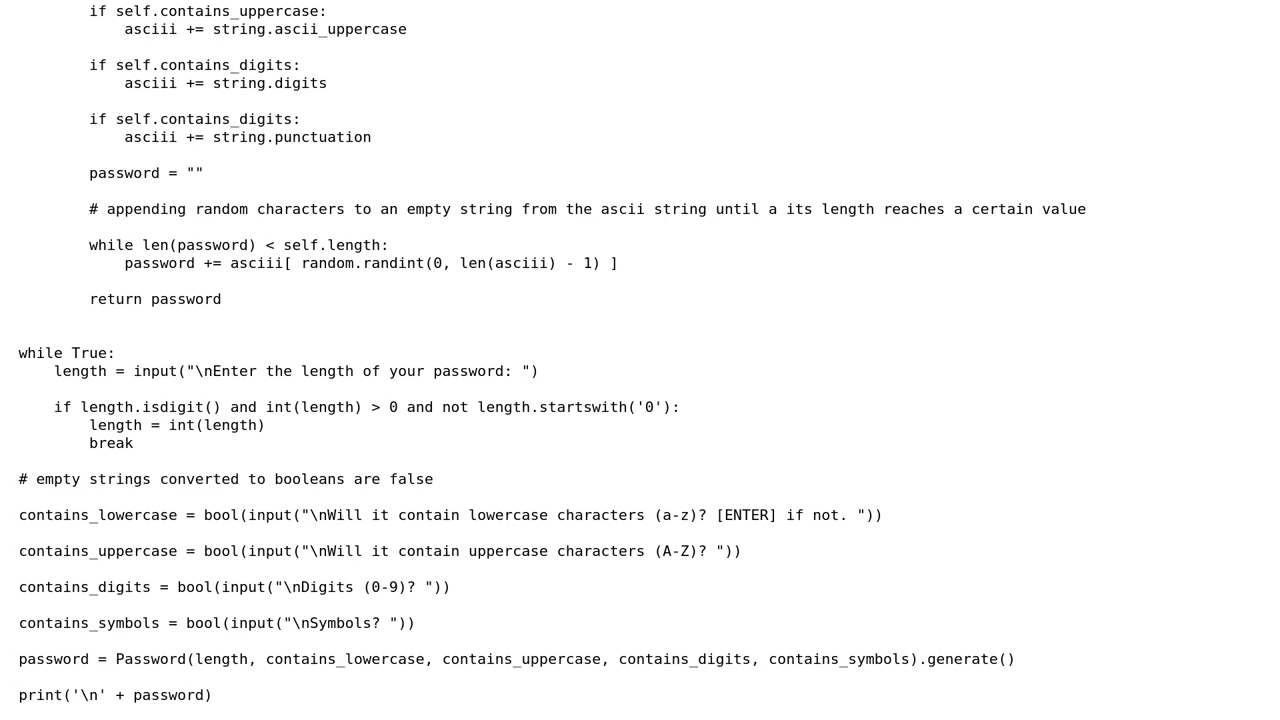 if self.contains_uppercase:
asciii += string.ascii_uppercase
if self.contains_digits:
asciii += string.digits
if self.contains_digits:
asciii += string.punctuation
password = ""
# appending random characters to an empty string from the ascii string until a its length reaches a certain value
while len(password) < self.length:
password += asciii[ random.randint(0, len(asciii) - 1) ]
return password
while True:
length = input("\nEnter the length of your password: ")
if length.isdigit() and int(length) > 0 and not length.startswith('0'):
length = int(length)
break
# empty strings converted to booleans are false
contains_lowercase = bool(input("\nWill it contain lowercase characters (a-z)? [ENTER] if not. "))
contains_uppercase = bool(input("\nWill it contain uppercase characters (A-Z)? "))
contains_digits = bool(input("\nDigits (0-9)? "))
contains_symbols = bool(input("\nSymbols? "))
password = Password(length, contains_lowercase, contains_uppercase, contains_digits, contains_symbols).generate()
print('\n' + password)